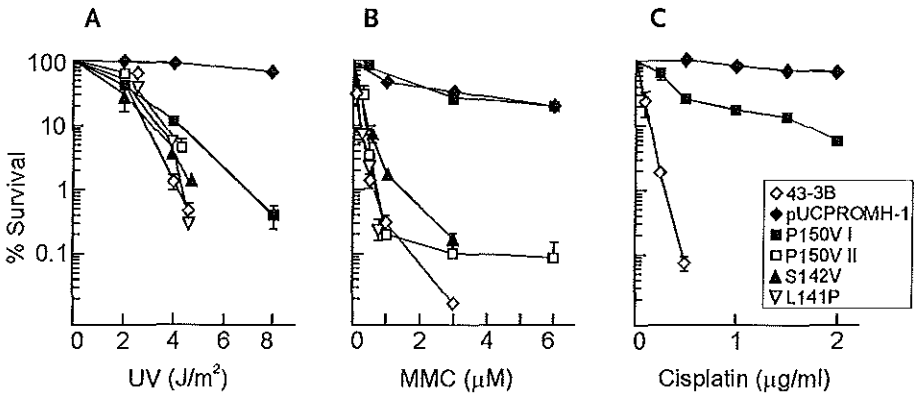 A B C
% Survival
100
10
1
0.1
0 2 4 6 8
0 2 4 6
0 1 2
UV (J/m²)
MMC (μM)
Cisplatin (μg/ml)
43-3B
pUCPROMH-1
P150V I
P150V II
S142V
L141P